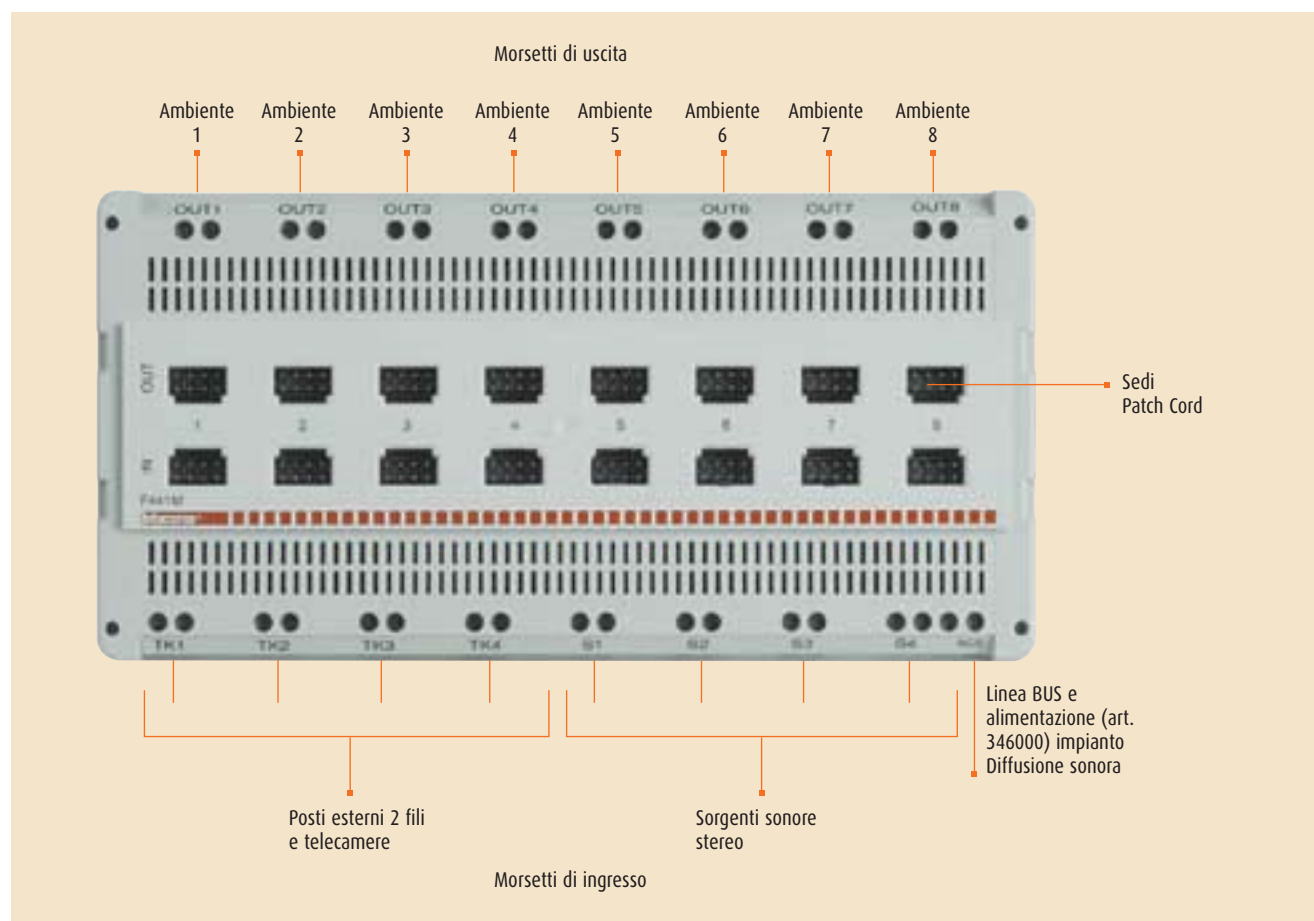 Morsetti di uscita
Ambiente
1
Ambiente
2
Ambiente
3
Ambiente
4
Ambiente
5
Ambiente
6
Ambiente
7
Ambiente
8
OUT1 OUT2 OUT3 OUT4 OUT5 OUT6 OUT7 OUT8
OUT
1 2 3 4 5 6 7 8
IN
Sedi
Patch Cord
TK1 TK2 TK3 TK4 S1 S2 S3 S4
Linea BUS e
alimentazione (art.
346000) impianto
Diffusione sonora
Posti esterni 2 fili
e telecamere
Sorgenti sonore
stereo
Morsetti di ingresso